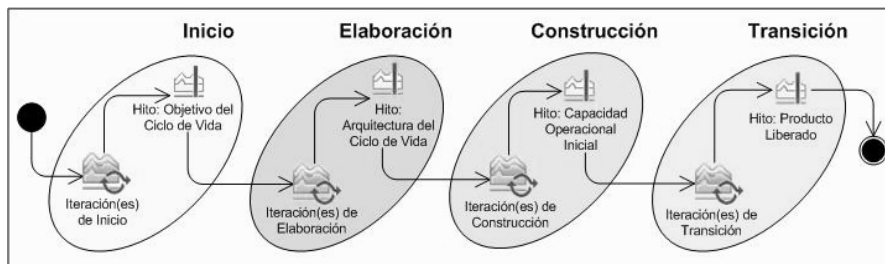 Inicio
Elaboración
Construcción
Transición
Hito: Objetivo del
Ciclo de Vida
Iteración(es)
de Inicio
Hito:
Arquitectura del
Ciclo de Vida
Iteración(es) de
Elaboración
Hito: Capacidad
Operacional
Inicial
Iteración(es) de
Construcción
Hito: Producto
Liberado
Iteración(es) de
Transición